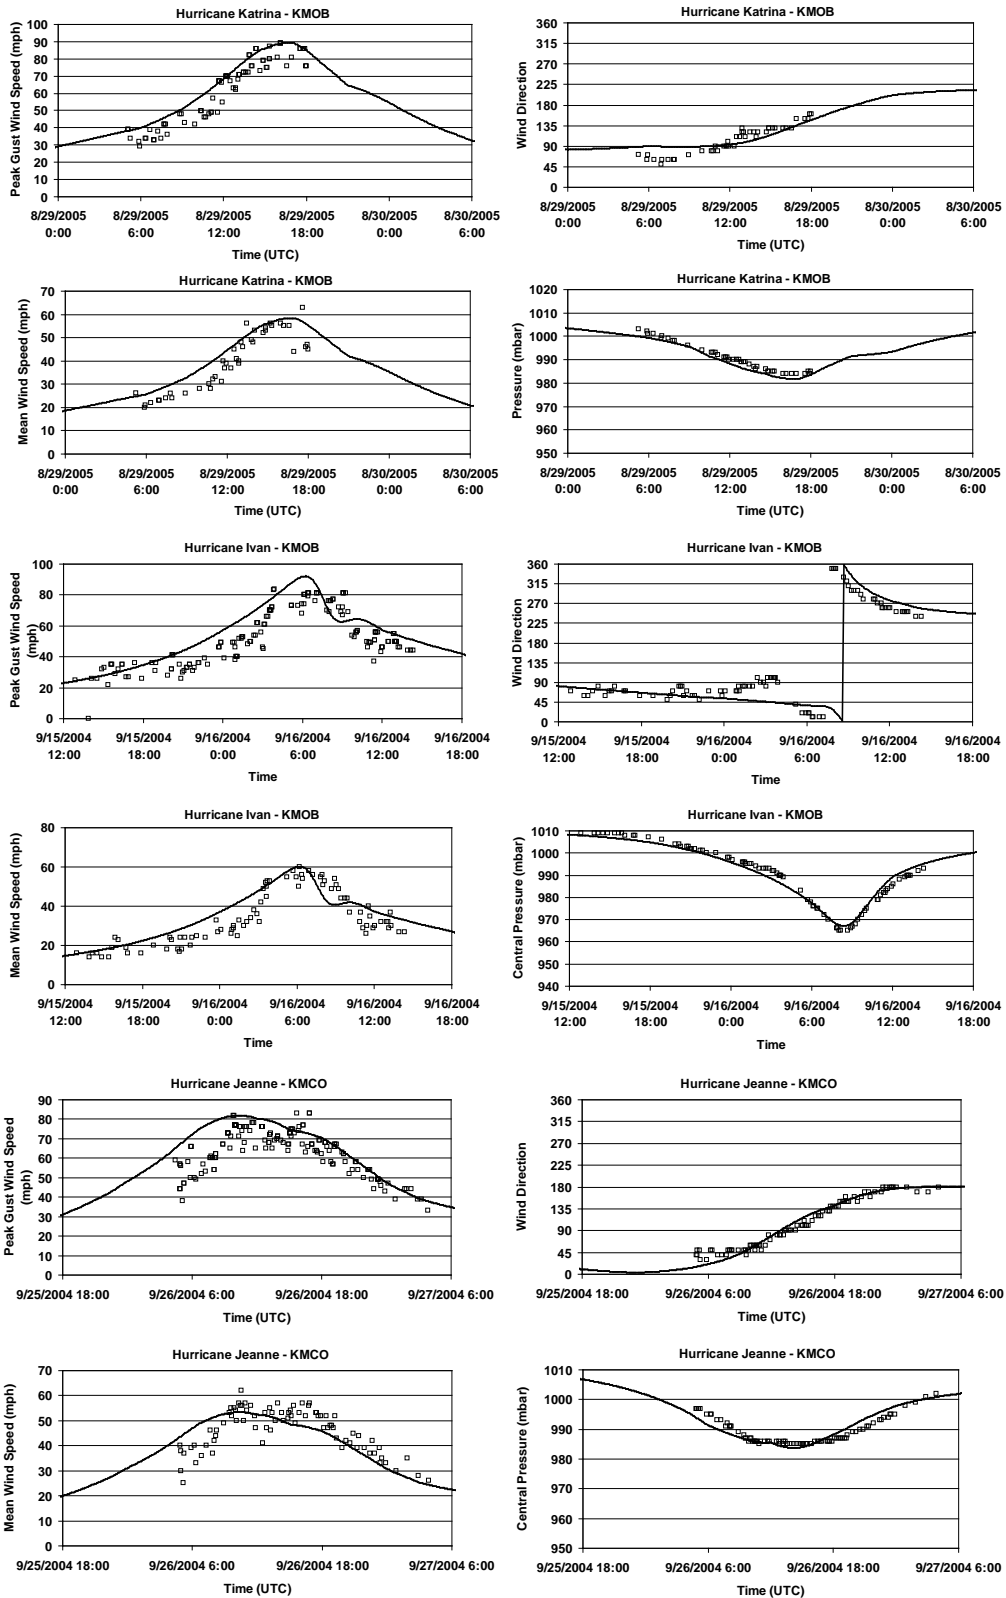 Hurricane Katrina - KMOB
Peak Gust Wind Speed (mph)
100
90
80
70
60
50
40
30
20
10
0
8/29/2005 8/29/2005 8/29/2005 8/29/2005 8/30/2005 8/30/2005
0:00 6:00 12:00 18:00 0:00 6:00
Time (UTC)
Hurricane Katrina - KMOB
Wind Direction
360
315
270
225
180
135
90
45
0
8/29/2005 8/29/2005 8/29/2005 8/29/2005 8/30/2005 8/30/2005
0:00 6:00 12:00 18:00 0:00 6:00
Time (UTC)
Hurricane Katrina - KMOB
Mean Wind Speed (mph)
70
60
50
40
30
20
10
0
8/29/2005 8/29/2005 8/29/2005 8/29/2005 8/30/2005 8/30/2005
0:00 6:00 12:00 18:00 0:00 6:00
Time (UTC)
Hurricane Katrina - KMOB
Pressure (mbar)
1020
1010
1000
990
980
970
960
950
8/29/2005 8/29/2005 8/29/2005 8/29/2005 8/30/2005 8/30/2005
0:00 6:00 12:00 18:00 0:00 6:00
Time (UTC)
Hurricane Ivan - KMOB
Peak Gust Wind Speed
(mph)
100
80
60
40
20
0
9/15/2004 9/15/2004 9/16/2004 9/16/2004 9/16/2004 9/16/2004
12:00 18:00 0:00 6:00 12:00 18:00
Time
Hurricane Ivan - KMOB
Wind Direction
360
315
270
225
180
135
90
45
0
9/15/2004 9/15/2004 9/16/2004 9/16/2004 9/16/2004 9/16/2004
12:00 18:00 0:00 6:00 12:00 18:00
Time
Hurricane Ivan - KMOB
Mean Wind Speed (mph)
80
60
40
20
0
9/15/2004 9/15/2004 9/16/2004 9/16/2004 9/16/2004 9/16/2004
12:00 18:00 0:00 6:00 12:00 18:00
Time
Hurricane Ivan - KMOB
Central Pressure (mbar)
1010
1000
990
980
970
960
950
940
9/15/2004 9/15/2004 9/16/2004 9/16/2004 9/16/2004 9/16/2004
12:00 18:00 0:00 6:00 12:00 18:00
Time
Hurricane Jeanne - KMCO
Peak Gust Wind Speed
(mph)
90
80
70
60
50
40
30
20
10
0
9/25/2004 18:00 9/26/2004 6:00 9/26/2004 18:00 9/27/2004 6:00
Time (UTC)
Hurricane Jeanne - KMCO
Wind Direction
360
315
270
225
180
135
90
45
0
9/25/2004 18:00 9/26/2004 6:00 9/26/2004 18:00 9/27/2004 6:00
Time (UTC)
Hurricane Jeanne - KMCO
Mean Wind Speed (mph)
70
60
50
40
30
20
10
0
9/25/2004 18:00 9/26/2004 6:00 9/26/2004 18:00 9/27/2004 6:00
Time (UTC)
Hurricane Jeanne - KMCO
Central Pressure (mbar)
1010
1000
990
980
970
960
950
9/25/2004 18:00 9/26/2004 6:00 9/26/2004 18:00 9/27/2004 6:00
Time (UTC)